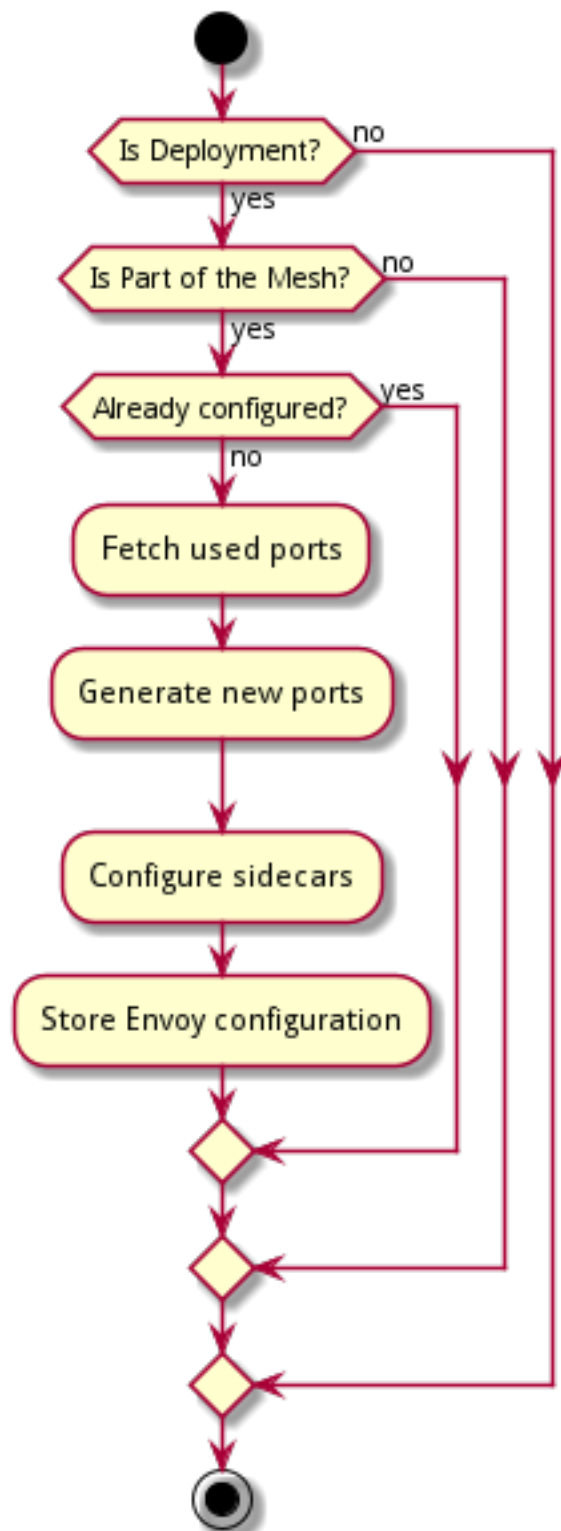 Is Deployment?
no
yes
Is Part of the Mesh?
no
yes
Already configured?
yes
no
Fetch used ports
Generate new ports
Configure sidecars
Store Envoy configuration